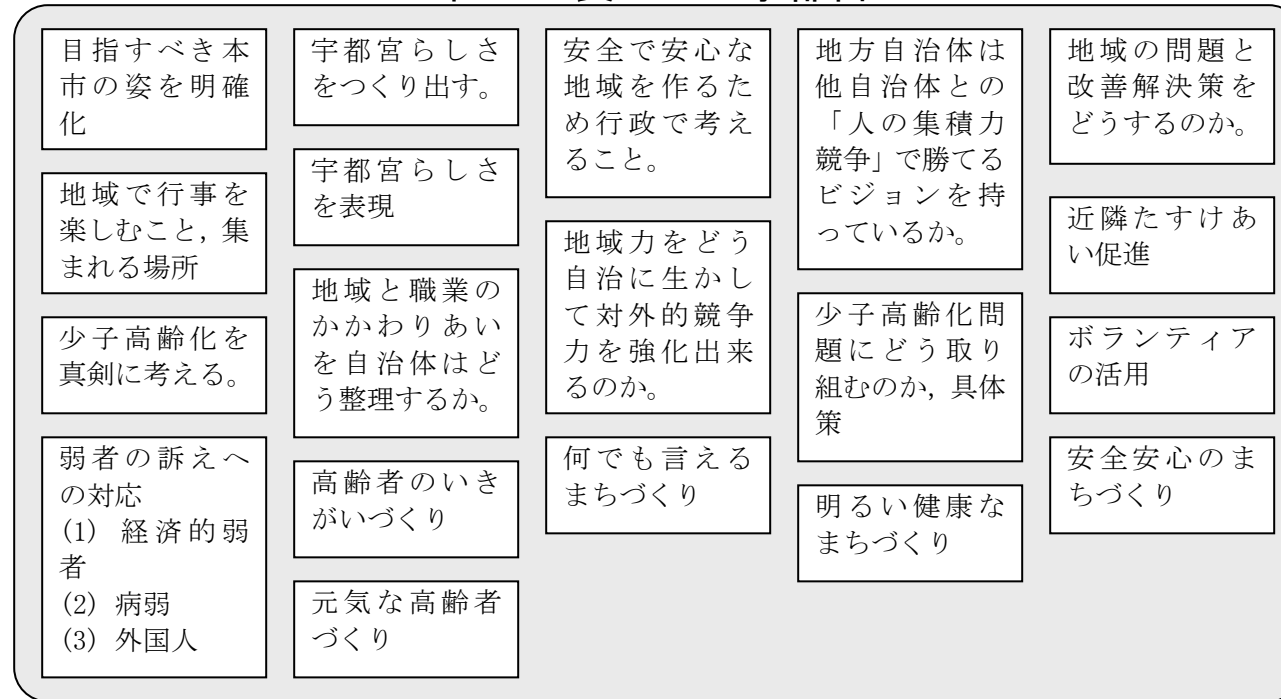 目指すべき本
市の姿を明確
化
地域で行事を
楽しむこと，集
まれる場所
少子高齢化を
真剣に考える。
弱者の訴えへ
の対応
(1) 経済的弱
者
(2) 病弱
(3) 外国人
宇都宮らしさ
をつくり出す。
宇都宮らしさ
を表現
地域と職業の
かかわりあい
を自治体はど
う整理するか。
高齢者のいき
がいづくり
元気な高齢者
づくり
安全で安心な
地域を作るた
め行政で考え
ること。
地域力をどう
自治に生かし
て対外的競争
力を強化出来
るのか。
何でも言える
まちづくり
地方自治体は
他自治体との
「人の集積力
競争」で勝てる
ビジョンを持
っているか。
少子高齢化問
題にどう取り
組むのか，具体
策
明るい健康な
まちづくり
地域の問題と
改善解決策を
どうするのか。
近隣たすけあ
い促進
ボランティア
の活用
安全安心のま
ちづくり